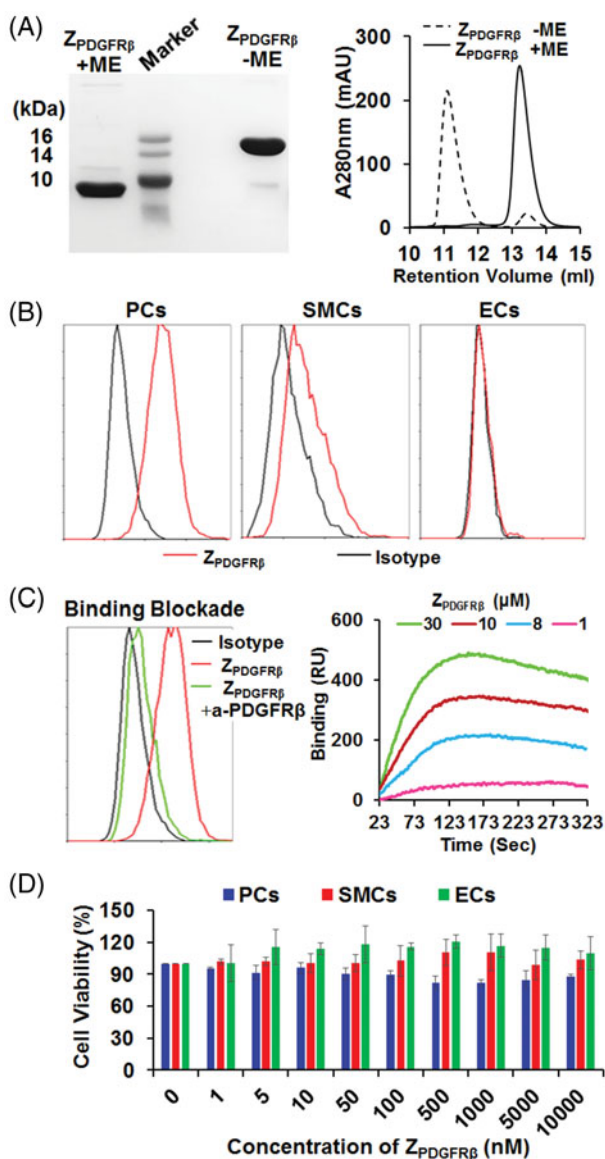 (A)
Z_PDGFRβ
+ME
Marker
Z_PDGFRβ
-ME
(kDa)
16
14
10
Z_PDGFRβ -ME
Z_PDGFRβ +ME
A280nm (mAU)
300
200
100
0
10 11 12 13 14 15
Retention Volume (ml)
(B)
PCs SMCs ECs
Z_PDGFRβ Isotype
(C)
Binding Blockade
Isotype
Z_PDGFRβ
Z_PDGFRβ
+a-PDGFRβ
Z_PDGFRβ (µM)
30 10 8 1
Binding (RU)
600
400
200
0
23 73 123 173 223 273 323
Time (Sec)
(D)
PCs SMCs ECs
Cell Viability (%)
150
120
90
60
30
0
0 1 5 10 50 100 500 1000 5000 10000
Concentration of Z_PDGFRβ (nM)